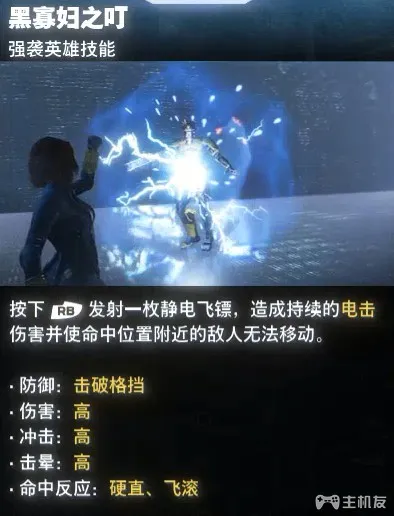 黑寡妇之叮
强袭英雄技能
按下 RB 发射一枚静电飞镖，造成持续的电击
伤害并使命中位置附近的敌人无法移动。
· 防御：击破格挡
· 伤害：高
· 冲击：高
· 击晕：高
· 命中反应：硬直、飞滚
主机友